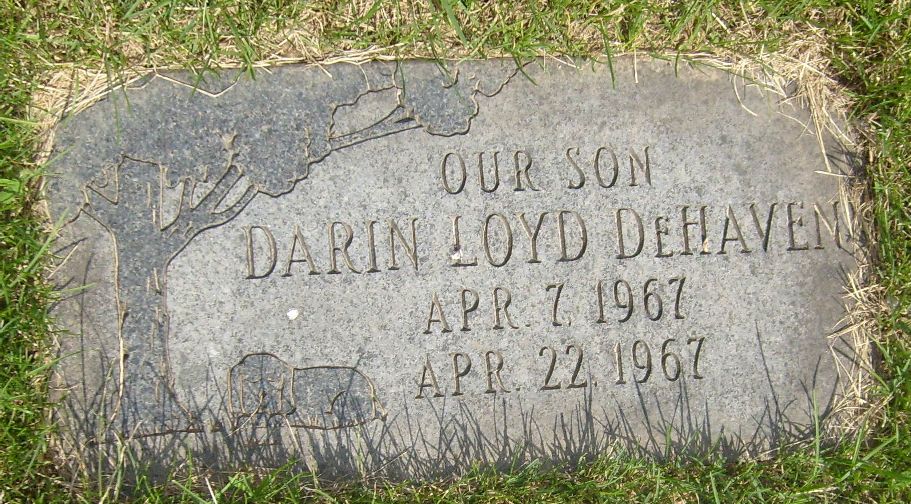 OUR SON
DARIN LOYD DEHAVEN
APR. 7, 1967
APR. 22, 1967